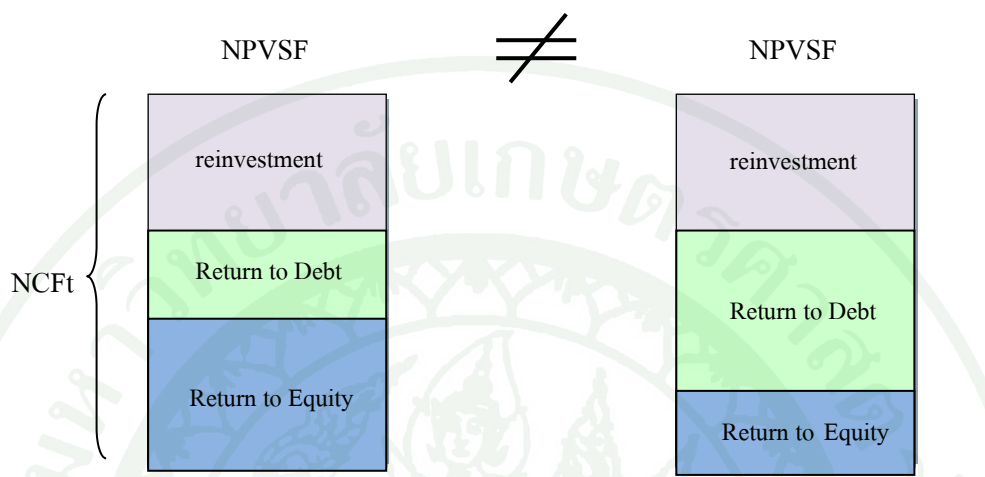 NPVSF
NPVSF
reinvestment
reinvestment
Return to Debt
NCFt
Return to Debt
Return to Equity
Return to Equity